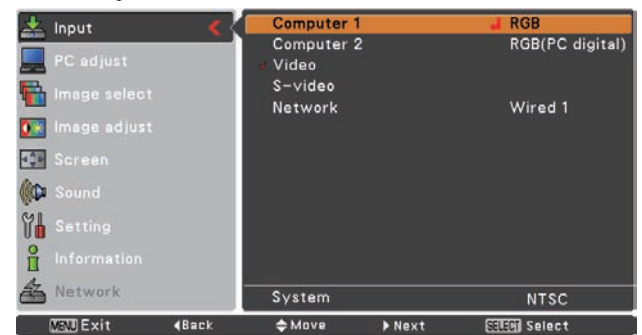 Input
PC adjust
Image select
Image adjust
Screen
Sound
Setting
Information
Network
Computer 1 RGB
Computer 2 RGB(PC digital)
Video
S-video
Network Wired 1
System NTSC
MENU Exit Back Move Next SELECT Select